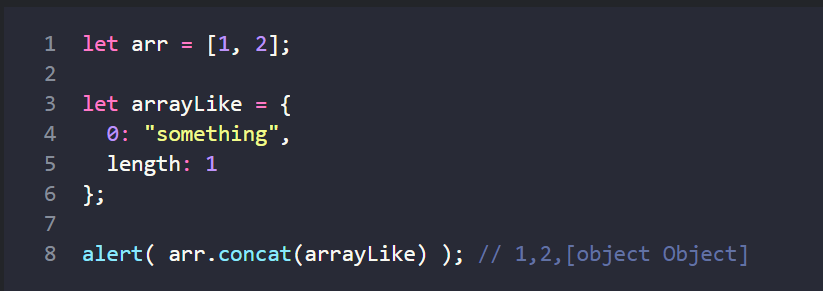 1 let arr = [1, 2];
2
3 let arrayLike = {
4   0: "something",
5   length: 1
6 };
7
8 alert( arr.concat(arrayLike) ); // 1,2,[object Object]